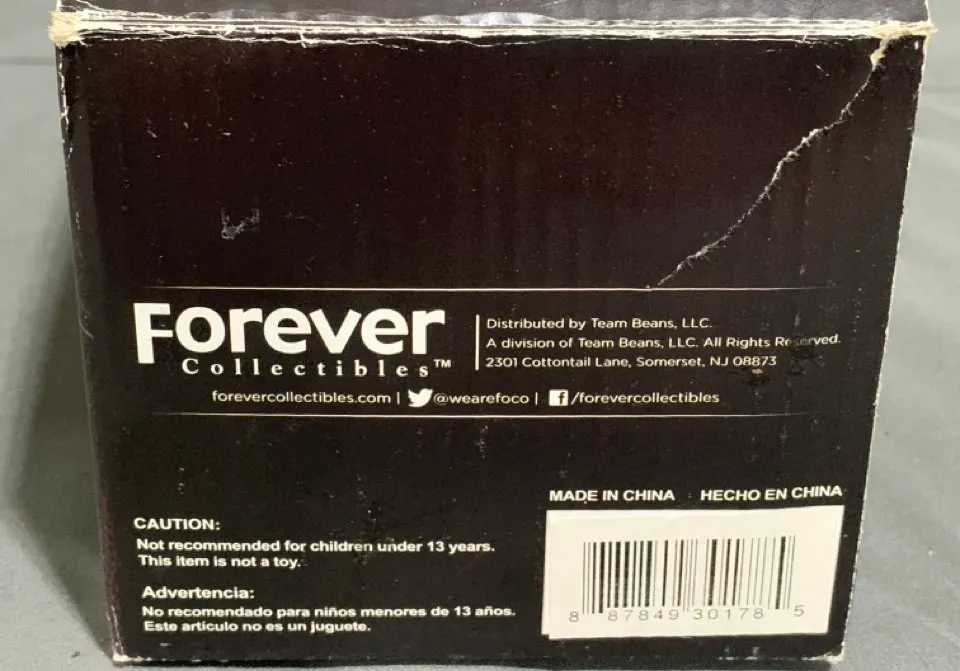 Forever
Collectibles™
Distributed by Team Beans, LLC.
A division of Team Beans, LLC. All Rights Reserved.
2301 Cottontail Lane, Somerset, NJ 08873
forevercollectibles.com | @wearefoco | /forevercollectibles
MADE IN CHINA · HECHO EN CHINA
CAUTION:
Not recommended for children under 13 years.
This item is not a toy.
Advertencia:
No recomendado para niños menores de 13 años.
Este articulo no es un juguete.
8 87849 30178 5